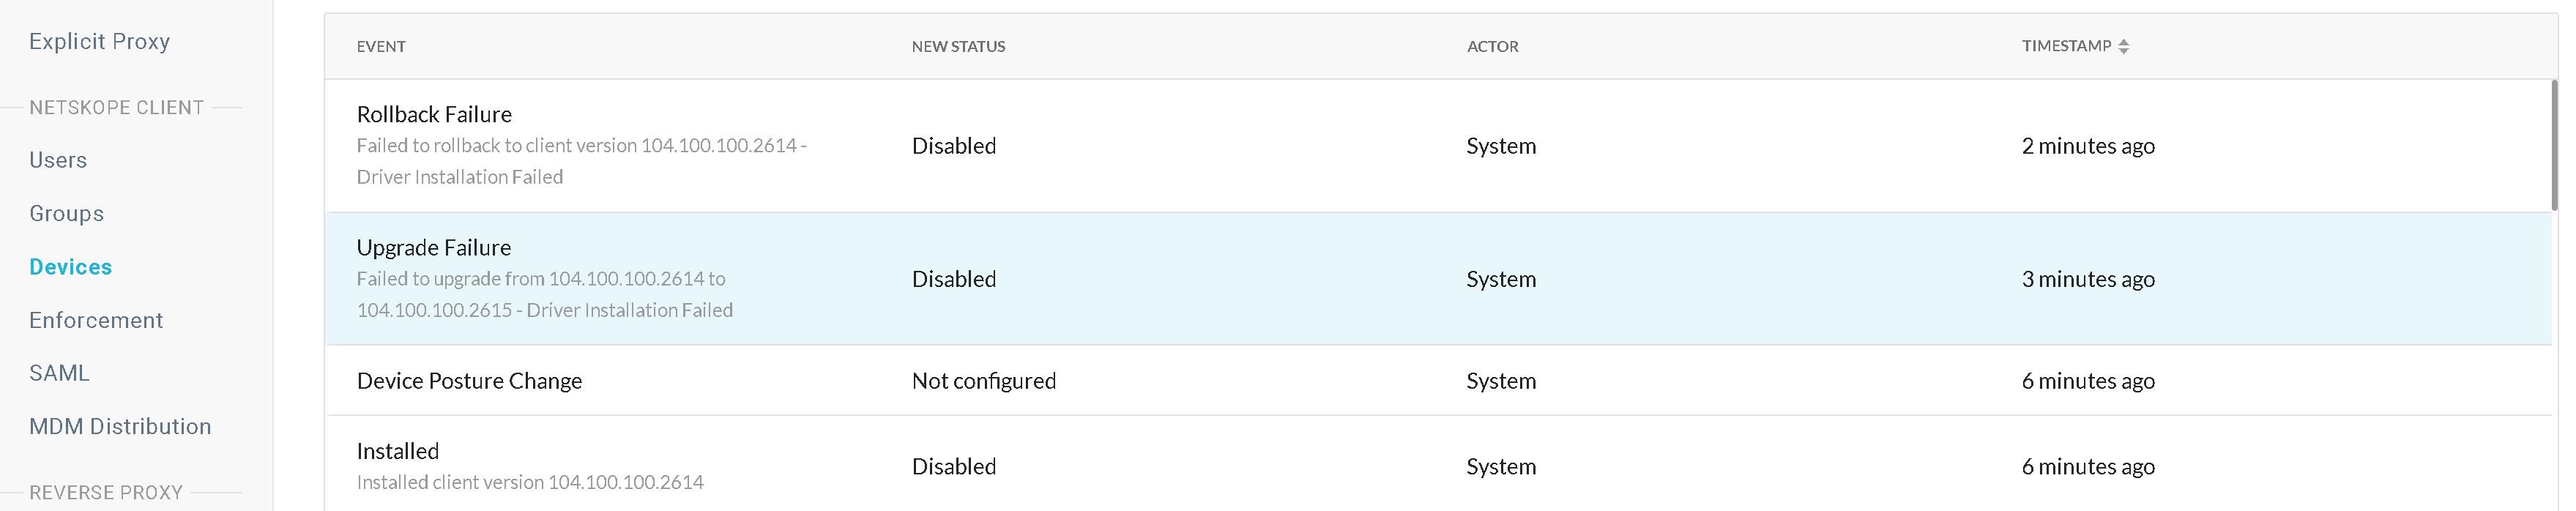 Explicit Proxy
NETSKOPE CLIENT
Users
Groups
Devices
Enforcement
SAML
MDM Distribution
REVERSE PROXY
EVENT NEW STATUS ACTOR TIMESTAMP
Rollback Failure
Failed to rollback to client version 104.100.100.2614 -
Driver Installation Failed
Disabled System 2 minutes ago
Upgrade Failure
Failed to upgrade from 104.100.100.2614 to
104.100.100.2615 - Driver Installation Failed
Disabled System 3 minutes ago
Device Posture Change Not configured System 6 minutes ago
Installed
Installed client version 104.100.100.2614
Disabled System 6 minutes ago